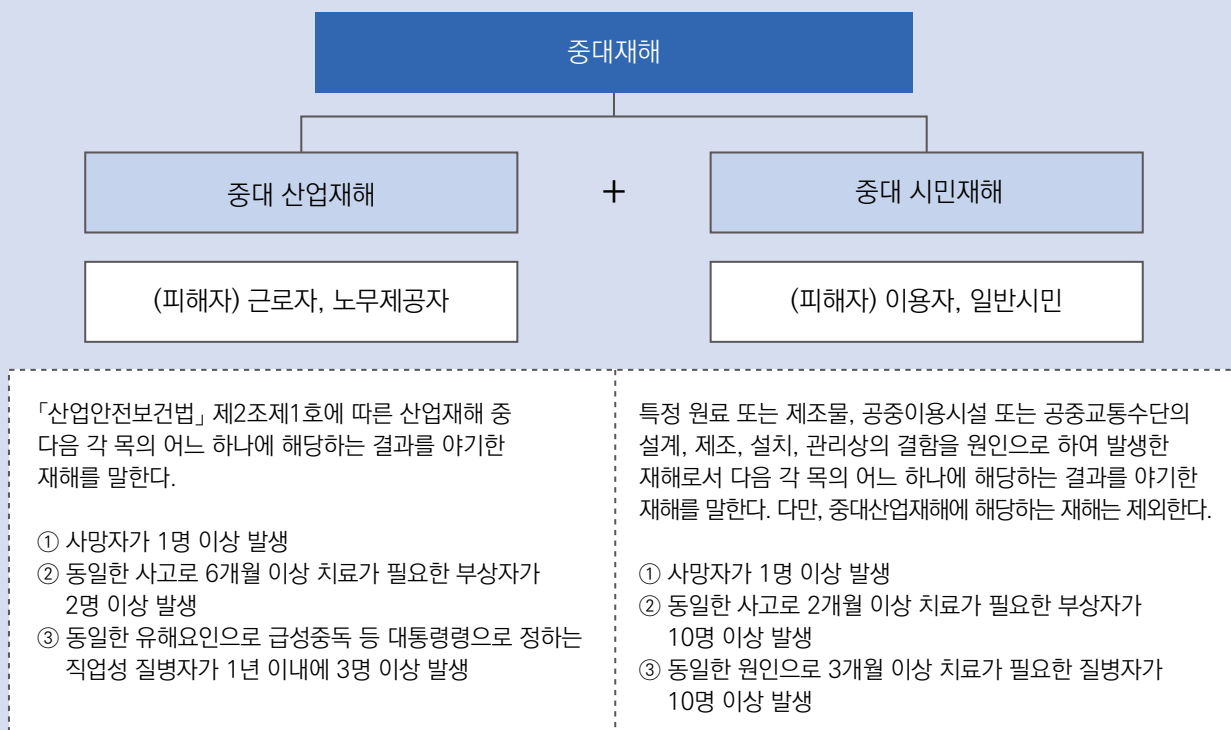 중대재해
중대 산업재해
+
중대 시민재해
(피해자) 근로자, 노무제공자
(피해자) 이용자, 일반시민
「산업안전보건법」 제2조제1호에 따른 산업재해 중
다음 각 목의 어느 하나에 해당하는 결과를 야기한
재해를 말한다.
① 사망자가 1명 이상 발생
② 동일한 사고로 6개월 이상 치료가 필요한 부상자가
2명 이상 발생
③ 동일한 유해요인으로 급성중독 등 대통령령으로 정하는
직업성 질병자가 1년 이내에 3명 이상 발생
특정 원료 또는 제조물, 공중이용시설 또는 공중교통수단의
설계, 제조, 설치, 관리상의 결함을 원인으로 하여 발생한
재해로서 다음 각 목의 어느 하나에 해당하는 결과를 야기한
재해를 말한다. 다만, 중대산업재해에 해당하는 재해는 제외한다.
① 사망자가 1명 이상 발생
② 동일한 사고로 2개월 이상 치료가 필요한 부상자가
10명 이상 발생
③ 동일한 원인으로 3개월 이상 치료가 필요한 질병자가
10명 이상 발생